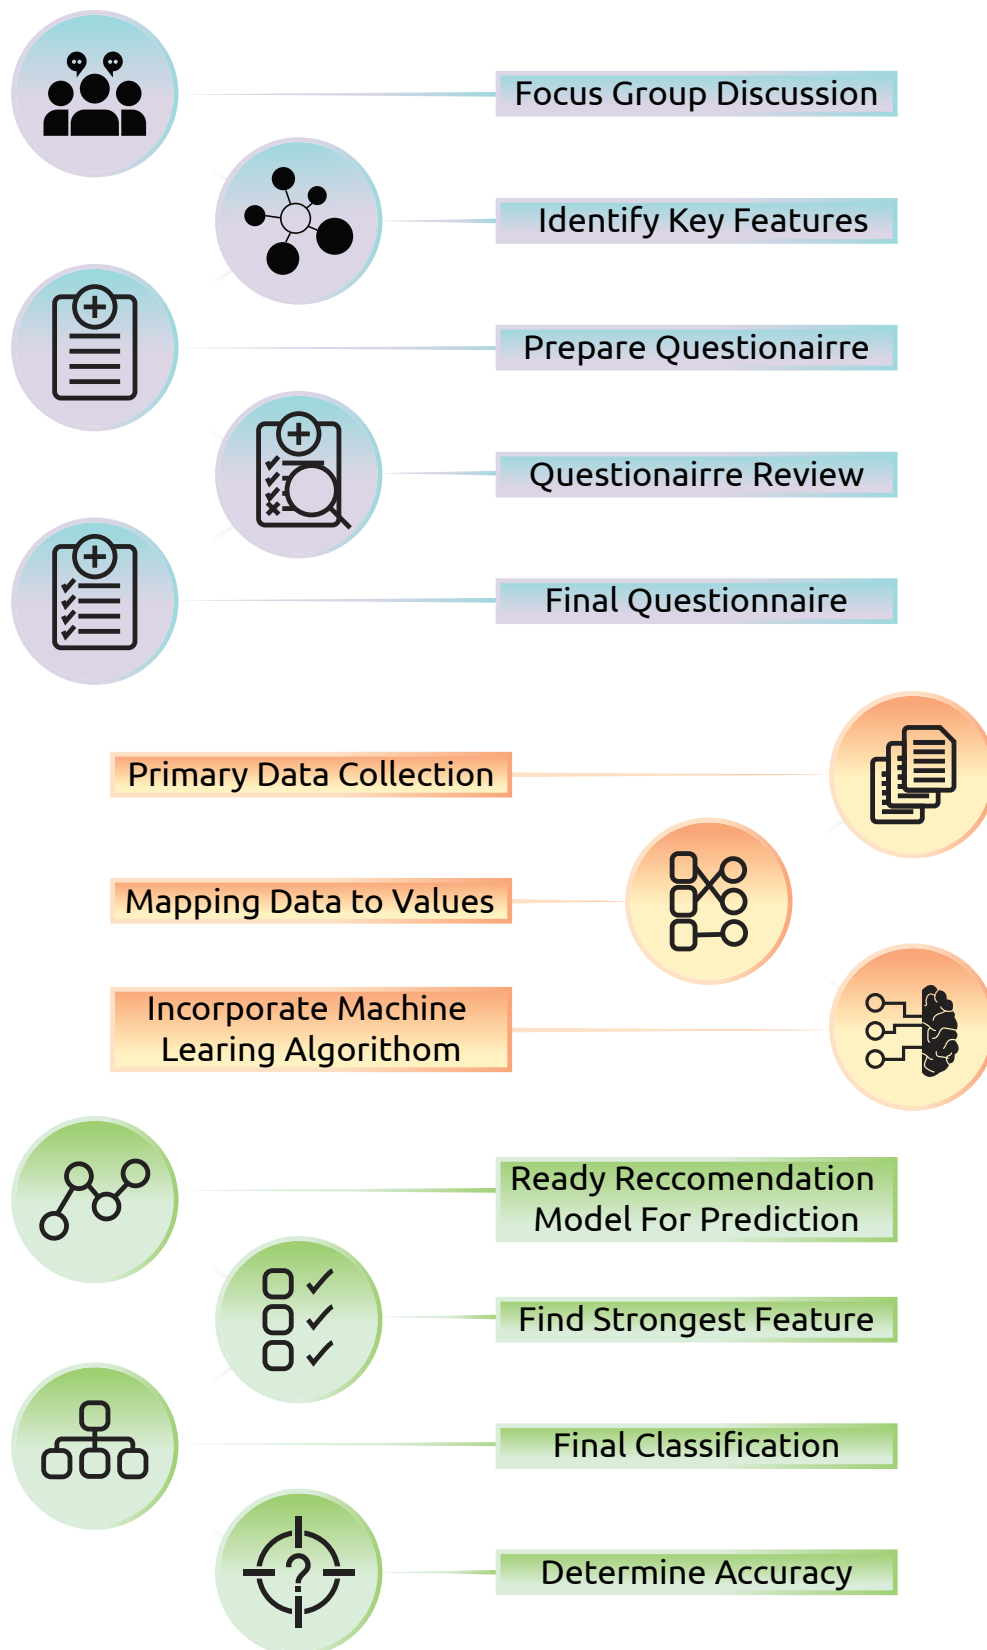 Focus Group Discussion
Identify Key Features
Prepare Questionairre
Questionairre Review
Final Questionnaire
Primary Data Collection
Mapping Data to Values
Incorporate Machine
Learing Algorithom
Ready Reccomendation
Model For Prediction
Find Strongest Feature
Final Classification
?
Determine Accuracy